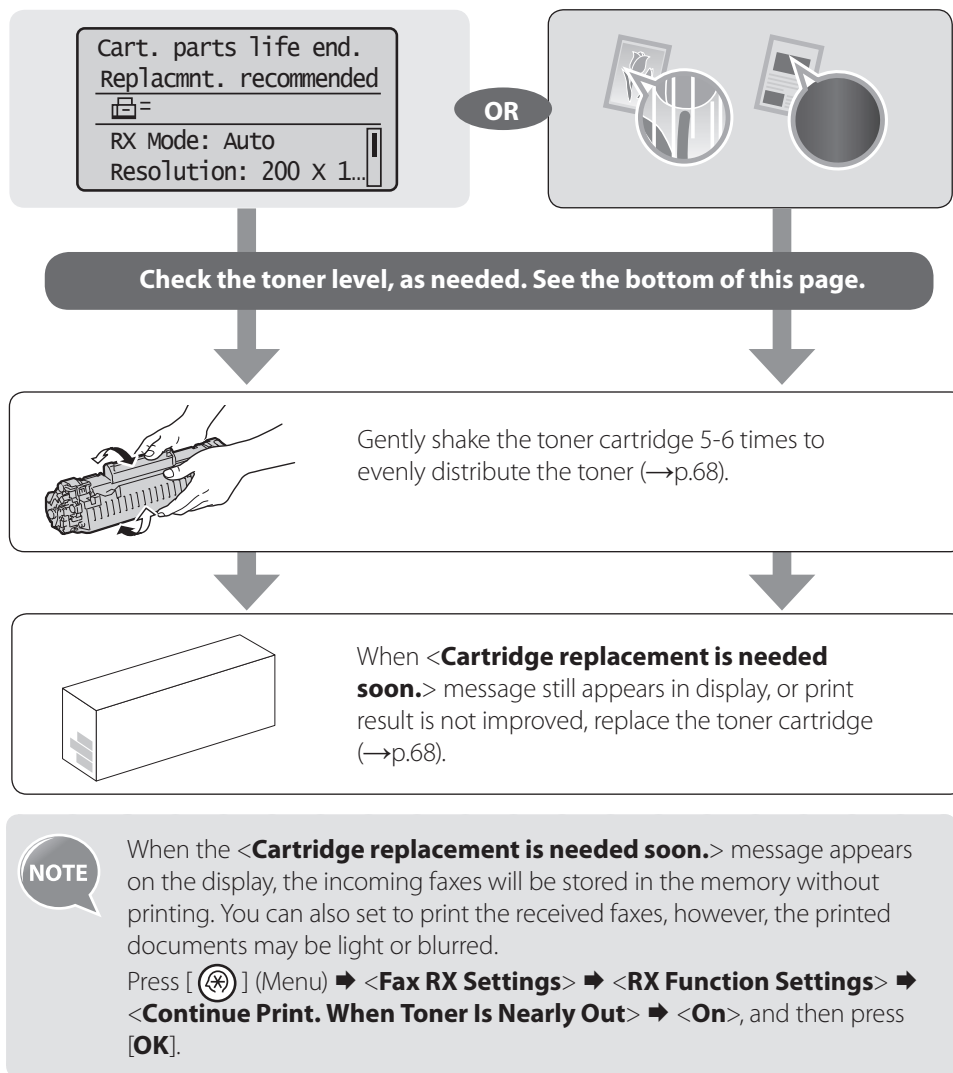 Cart. parts life end.
Replacmnt. recommended
=
RX Mode: Auto
Resolution: 200 X 1…
OR
Check the toner level, as needed. See the bottom of this page.
Gently shake the toner cartridge 5-6 times to
evenly distribute the toner (→p.68).
When <Cartridge replacement is needed
soon.> message still appears in display, or print
result is not improved, replace the toner cartridge
(→p.68).
NOTE
When the <Cartridge replacement is needed soon.> message appears
on the display, the incoming faxes will be stored in the memory without
printing. You can also set to print the received faxes, however, the printed
documents may be light or blurred.
Press [ ] (Menu) ➡ <Fax RX Settings> ➡ <RX Function Settings> ➡
<Continue Print. When Toner Is Nearly Out> ➡ <On>, and then press
[OK].